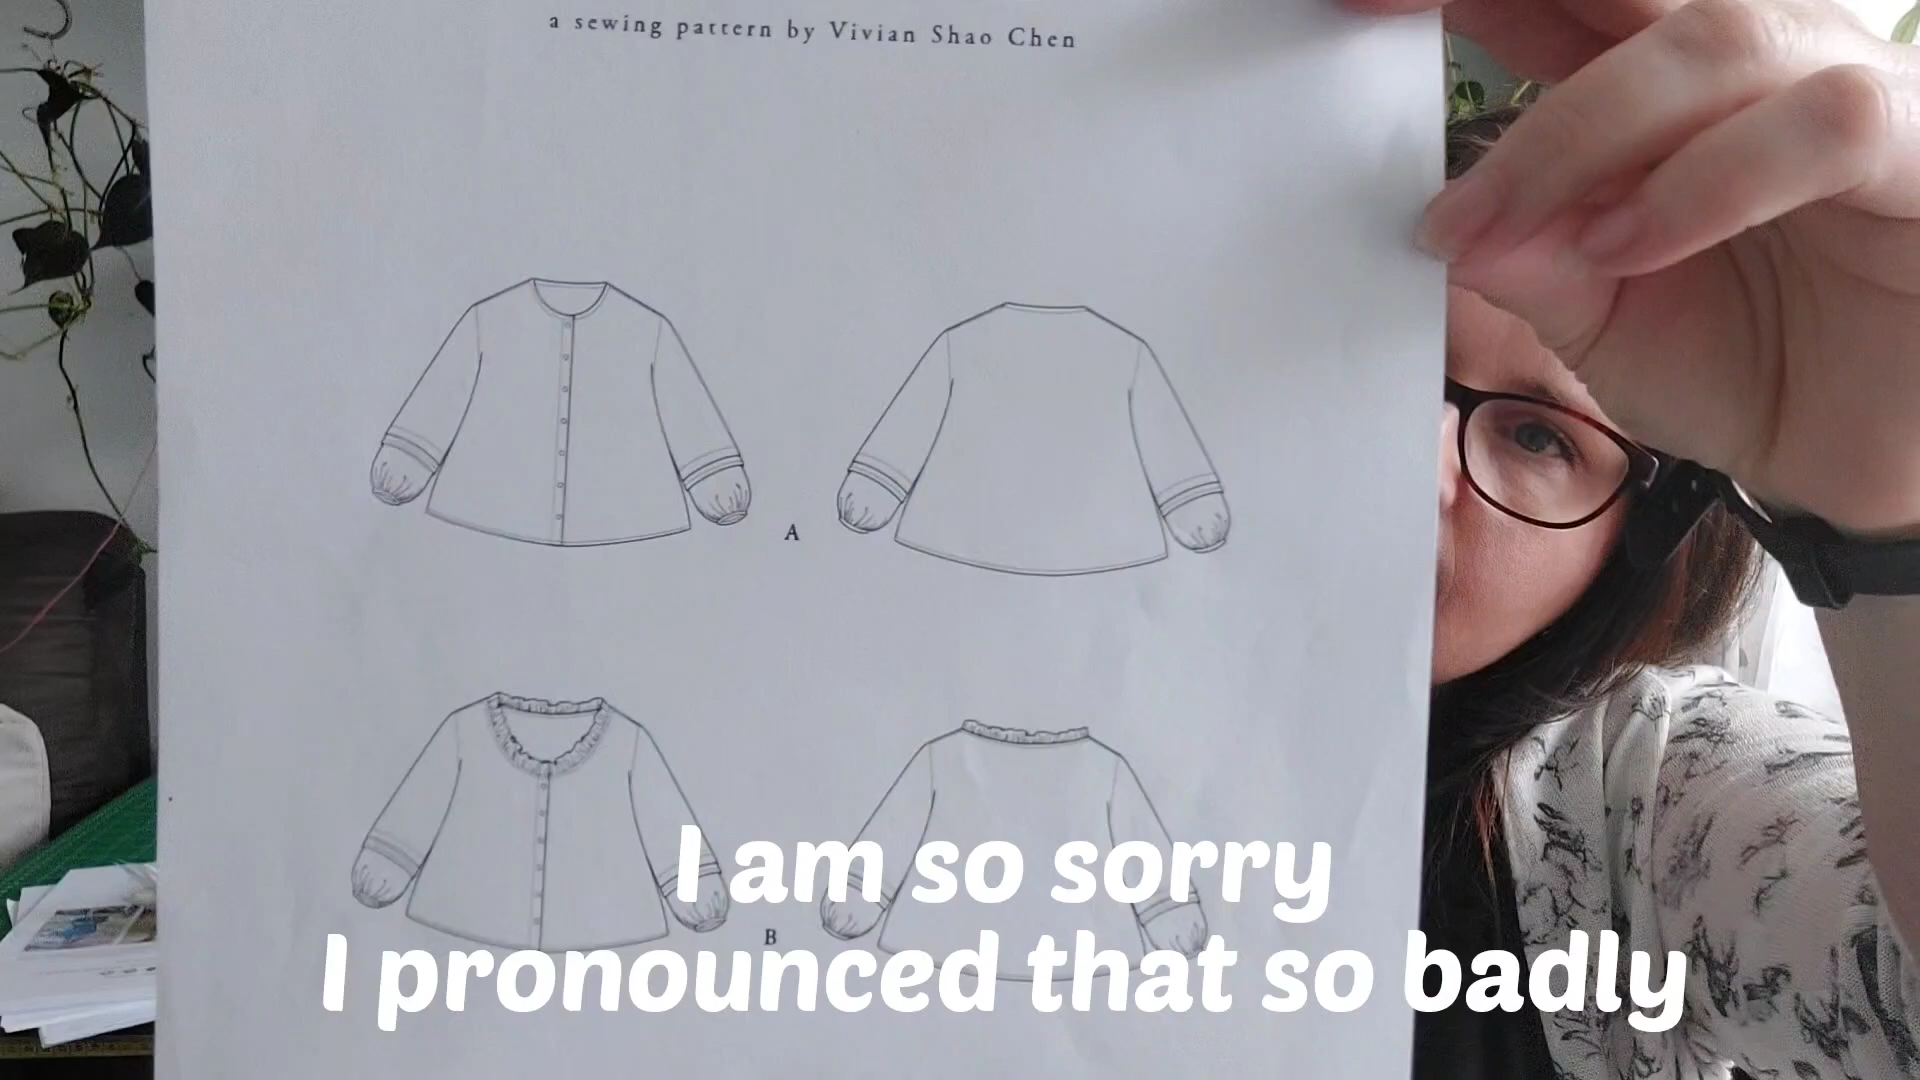 a sewing pattern by Vivian Shao Chen
A
B
I am so sorry
I pronounced that so badly